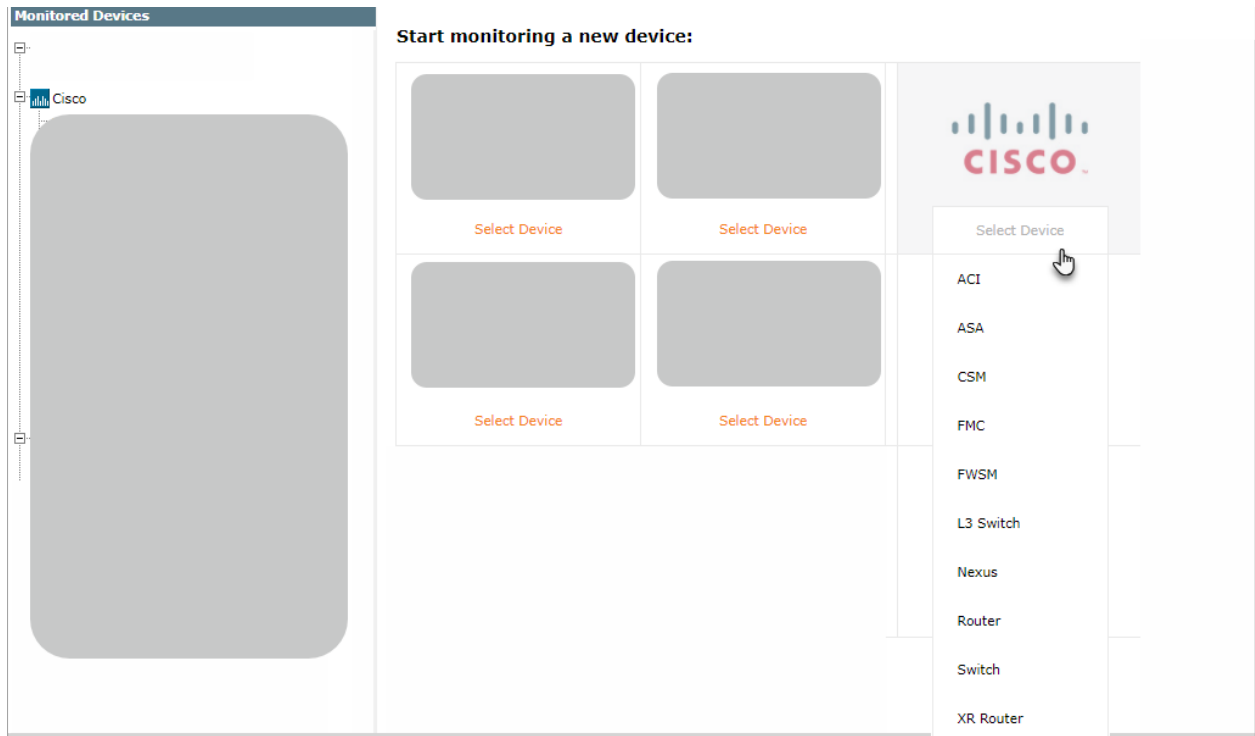 Monitored Devices
Cisco
Start monitoring a new device:
CISCO
Select Device
Select Device
Select Device
Select Device
Select Device
ACI
ASA
CSM
FMC
FWSM
L3 Switch
Nexus
Router
Switch
XR Router